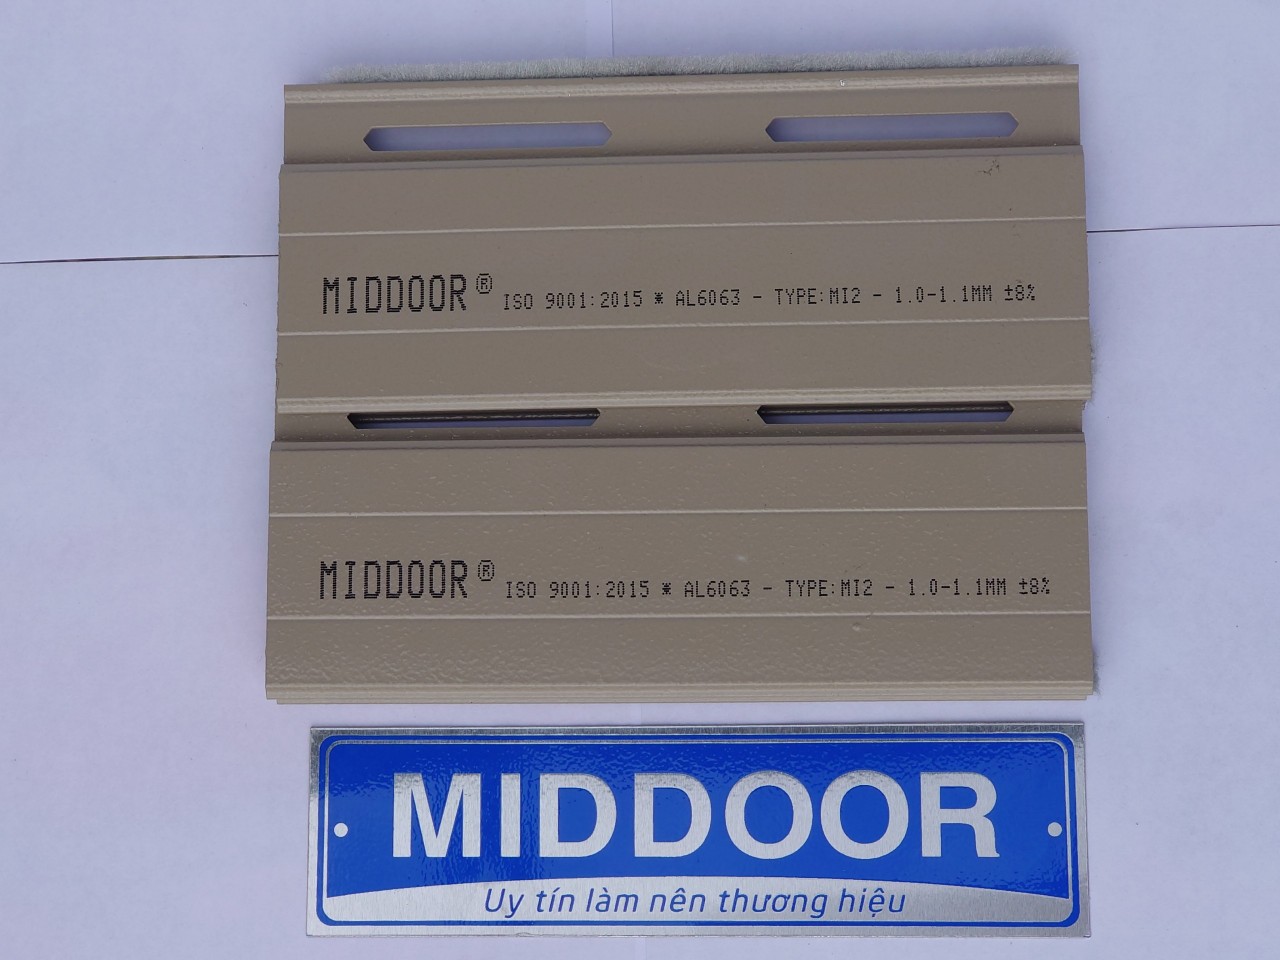 MIDDOOR® ISO 9001:2015 * AL6063 - TYPE:MI2 - 1.0-1.1MM ±8%
MIDDOOR® ISO 9001:2015 * AL6063 - TYPE:MI2 - 1.0-1.1MM ±8%
MIDDOOR
Uy tín làm nên thương hiệu